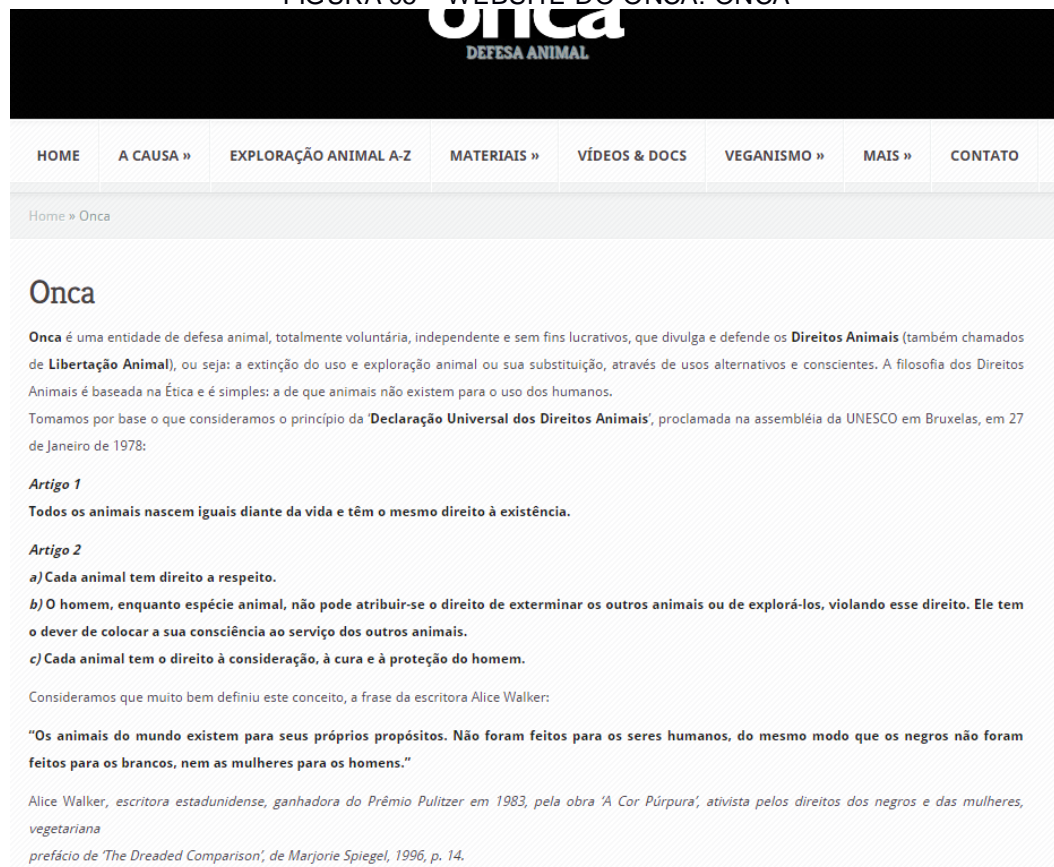 FIGURA 06 – WEBSITE DO ONCA: ONCA
onca
DEFESA ANIMAL
HOME A CAUSA » EXPLORAÇÃO ANIMAL A-Z MATERIAIS » VÍDEOS & DOCS VEGANISMO » MAIS » CONTATO
Home » Onca
Onca
Onca é uma entidade de defesa animal, totalmente voluntária, independente e sem fins lucrativos, que divulga e defende os Direitos Animais (também chamados
de Libertação Animal), ou seja: a extinção do uso e exploração animal ou sua substituição, através de usos alternativos e conscientes. A filosofia dos Direitos
Animais é baseada na Ética e é simples: a de que animais não existem para o uso dos humanos.
Tomamos por base o que consideramos o princípio da ‘Declaração Universal dos Direitos Animais’, proclamada na assembléia da UNESCO em Bruxelas, em 27
de Janeiro de 1978:
Artigo 1
Todos os animais nascem iguais diante da vida e têm o mesmo direito à existência.
Artigo 2
a) Cada animal tem direito a respeito.
b) O homem, enquanto espécie animal, não pode atribuir-se o direito de exterminar os outros animais ou de explorá-los, violando esse direito. Ele tem
o dever de colocar a sua consciência ao serviço dos outros animais.
c) Cada animal tem o direito à consideração, à cura e à proteção do homem.
Consideramos que muito bem definiu este conceito, a frase da escritora Alice Walker:
“Os animais do mundo existem para seus próprios propósitos. Não foram feitos para os seres humanos, do mesmo modo que os negros não foram
feitos para os brancos, nem as mulheres para os homens.”
Alice Walker, escritora estadunidense, ganhadora do Prêmio Pulitzer em 1983, pela obra ‘A Cor Púrpura’, ativista pelos direitos dos negros e das mulheres,
vegetariana
prefácio de ‘The Dreaded Comparison’, de Marjorie Spiegel, 1996, p. 14.